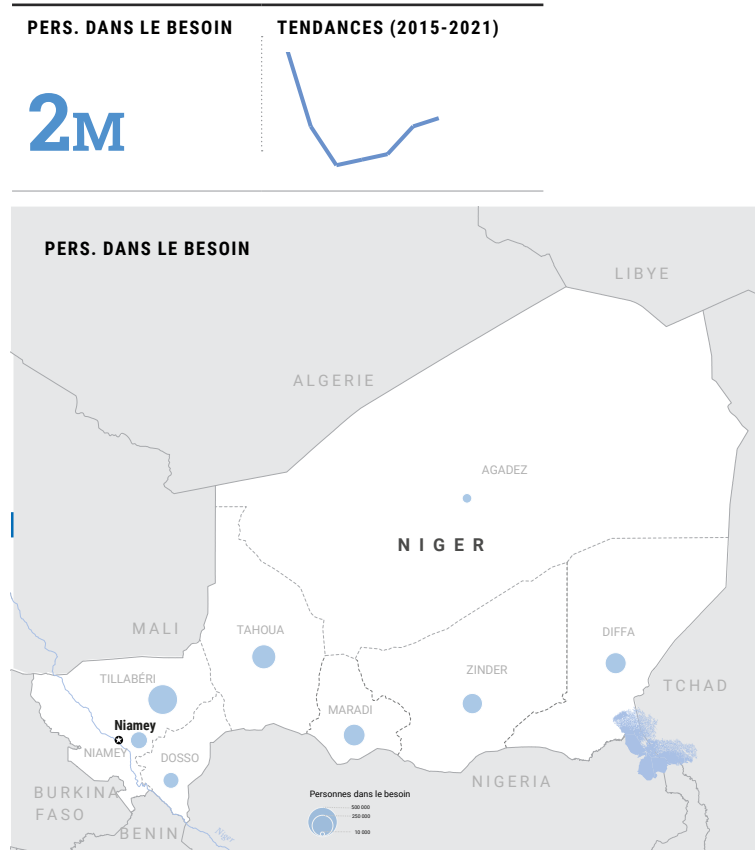 PERS. DANS LE BESOIN
TENDANCES (2015-2021)
2M
PERS. DANS LE BESOIN
LIBYE
ALGERIE
AGADEZ
NIGER
MALI
TAHOUA
DIFFA
TILLABÉRI
ZINDER
TCHAD
MARADI
Niamey
NIAMEY
DOSSO
NIGERIA
BURKINA
FASO
BENIN
Niger
Personnes dans le besoin
500 000
250 000
10 000